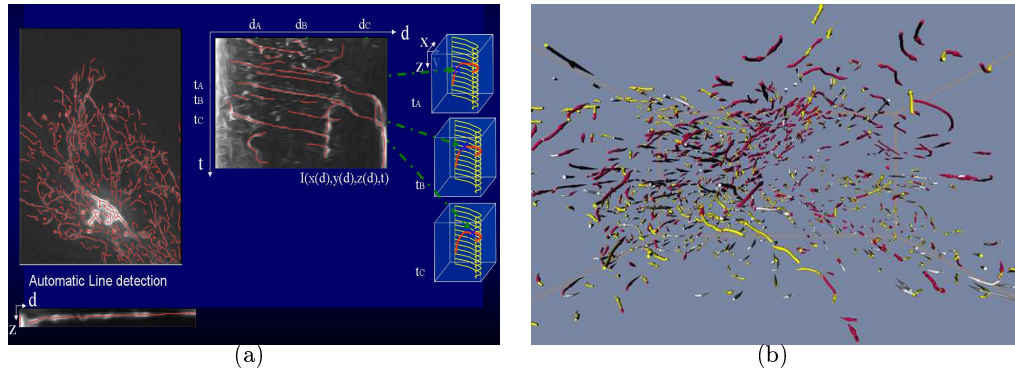 dA dB dC
d
X
y
Z
tA
tB
tC
t
I(x(d),y(d),z(d),t)
tA
tB
tC
Automatic Line detection
d
Z
(a)
(b)